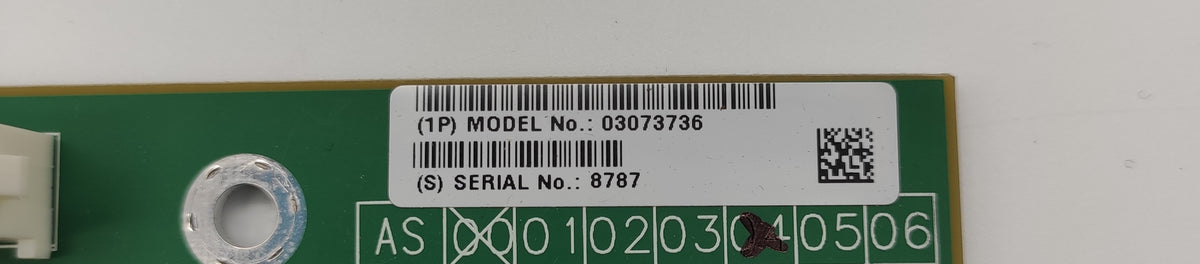 (1P) MODEL No.: 03073736
(S) SERIAL No.: 8787
AS 00 01 02 03 04 05 06